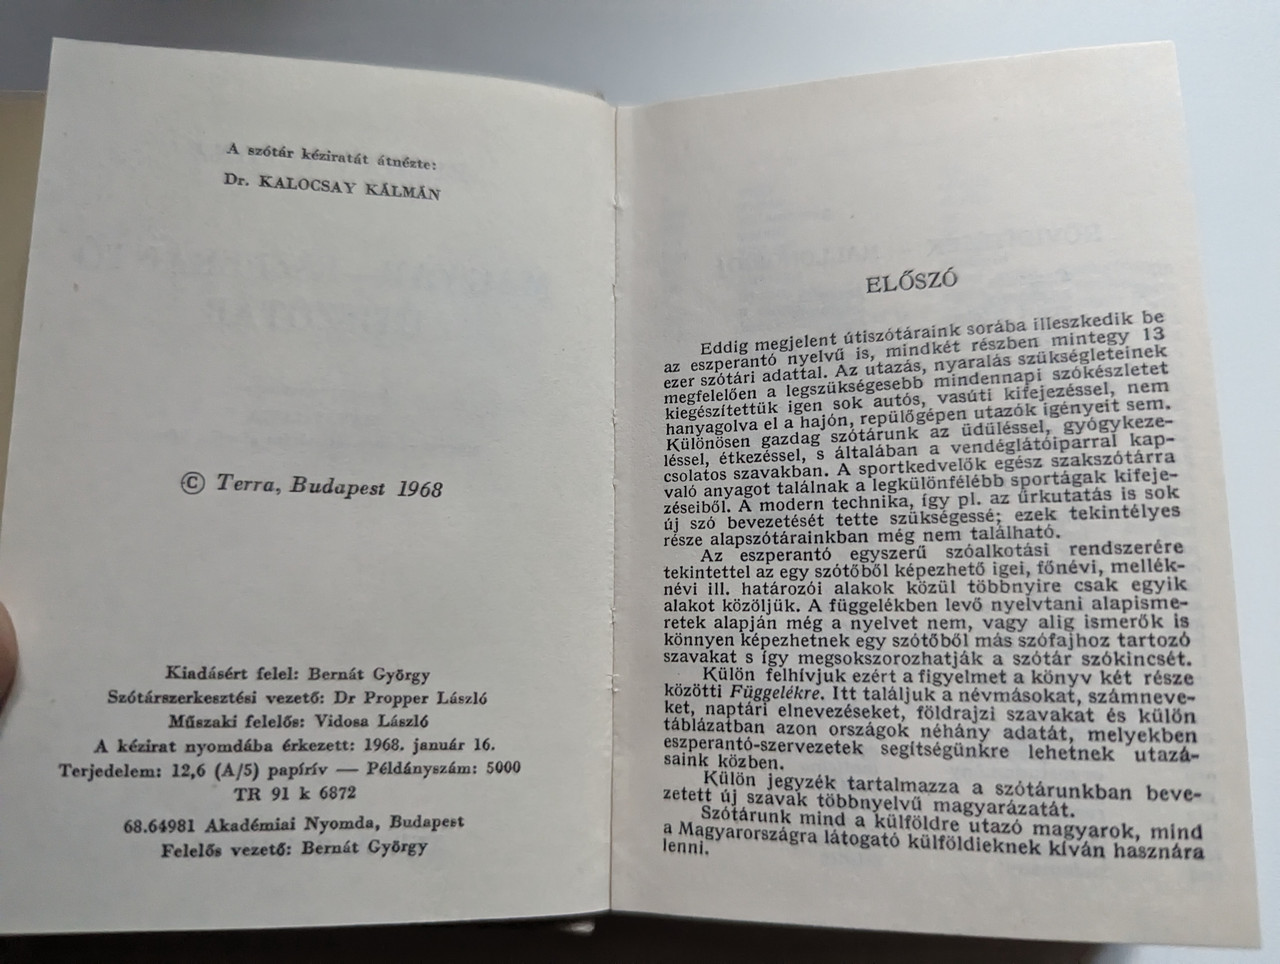 A szótár kéziratát átnézte:
Dr. KALOCSAY KÁLMÁN
© Terra, Budapest 1968
Kiadásért felel: Bernát György
Szótárszerkesztési vezető: Dr Propper László
Műszaki felelős: Vidosa László
A kézirat nyomdába érkezett: 1968. január 16.
Terjedelem: 12,6 (A/5) papírív — Példányszám: 5000
TR 91 k 6872
68.64981 Akadémiai Nyomda, Budapest
Felelős vezető: Bernát György
ELŐSZÓ
Eddig megjelent útiszótáraink sorába illeszkedik be
az eszperantó nyelvű is, mindkét részben mintegy 13
ezer szótári adattal. Az utazás, nyaralás szükségleteinek
megfelelően a legszükségesebb mindennapi szókészletet
kiegészítettük igen sok autós, vasúti kifejezéssel, nem
hanyagolva el a hajón, repülőgépen utazók igényeit sem.
Különösen gazdag szótárunk az üdüléssel, gyógykeze-
léssel, étkezéssel, s általában a vendéglátóiparral kap-
csolatos szavakban. A sportkedvelők egész szakszótárra
való anyagot találnak a legkülönfélébb sportágak kifeje-
zéseiből. A modern technika, így pl. az űrkutatás is sok
új szó bevezetését tette szükségessé; ezek tekintélyes
része alapszótárainkban még nem található.
Az eszperantó egyszerű szóalkotási rendszerére
tekintettel az egy szótőből képezhető igei, főnévi, mellék-
névi ill. határozói alakok közül többnyire csak egyik
alakot közöljük. A függelékben levő nyelvtani alapisme-
retek alapján még a nyelvet nem, vagy alig ismerők is
könnyen képezhetnek egy szótőből más szófajhoz tartozó
szavakat s így megsokszorozhatják a szótár szókincsét.
Külön felhívjuk ezért a figyelmet a könyv két része
közötti Függelékre. Itt találjuk a névmásokat, számneve-
ket, naptári elnevezéseket, földrajzi szavakat és külön
táblázatban azon országok néhány adatát, melyekben
eszperantó-szervezetek segítségünkre lehetnek utazá-
saink közben.
Külön jegyzék tartalmazza a szótárunkban beve-
zetett új szavak többnyelvű magyarázatát.
Szótárunk mind a külföldre utazó magyarok, mind
a Magyarországra látogató külföldieknek kíván hasznára
lenni.